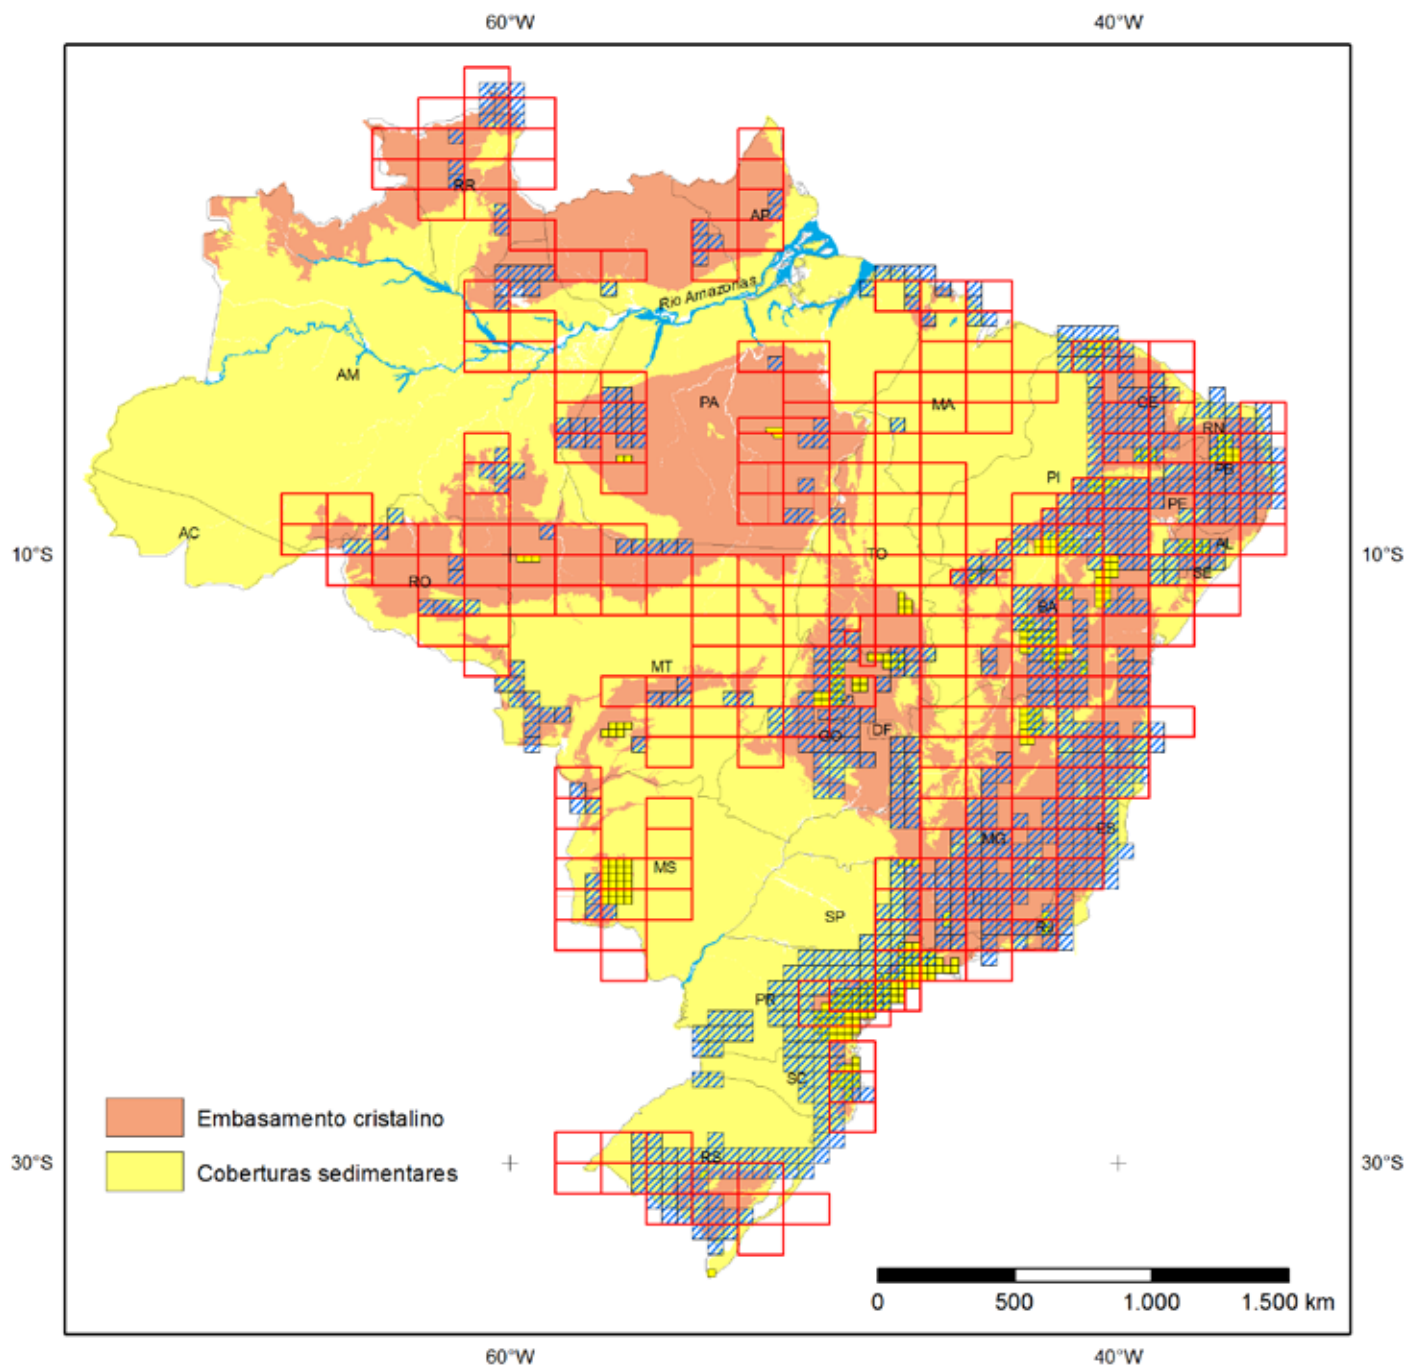 60°W 40°W
RR
AP
Rio Amazonas
AM
PA
MA
CE
RN
PB
PI
PE
AC
10°S
TO
AL
10°S
RO
SE
BA
MT
GO
DF
ES
MG
MS
SP
RJ
PR
SC
Embasamento cristalino
Coberturas sedimentares
30°S
RS
30°S
0 500 1.000 1.500 km
60°W 40°W